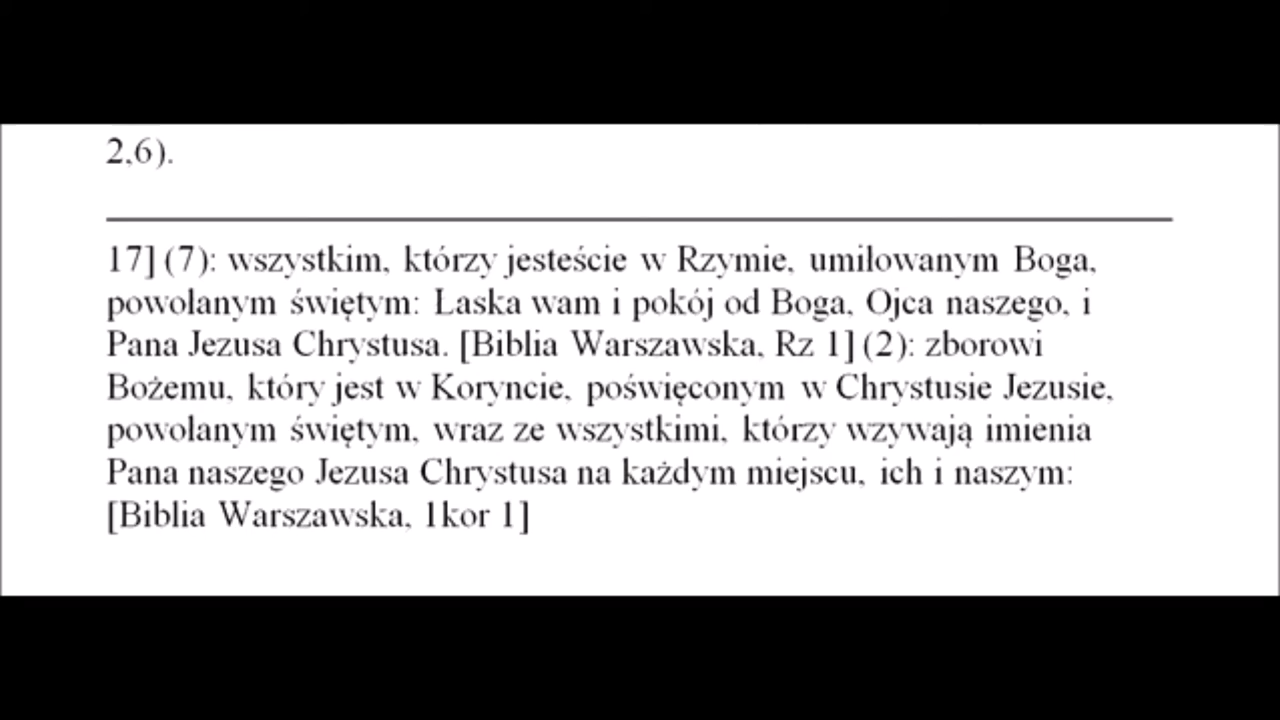 2,6).
17] (7): wszystkim, którzy jesteście w Rzymie, umiłowanym Boga,
powołanym świętym: Łaska wam i pokój od Boga, Ojca naszego, i
Pana Jezusa Chrystusa. [Biblia Warszawska, Rz 1] (2): zborowi
Bożemu, który jest w Koryncie, poświęconym w Chrystusie Jezusie,
powołanym świętym, wraz ze wszystkimi, którzy wzywają imienia
Pana naszego Jezusa Chrystusa na każdym miejscu, ich i naszym:
[Biblia Warszawska, 1kor 1]